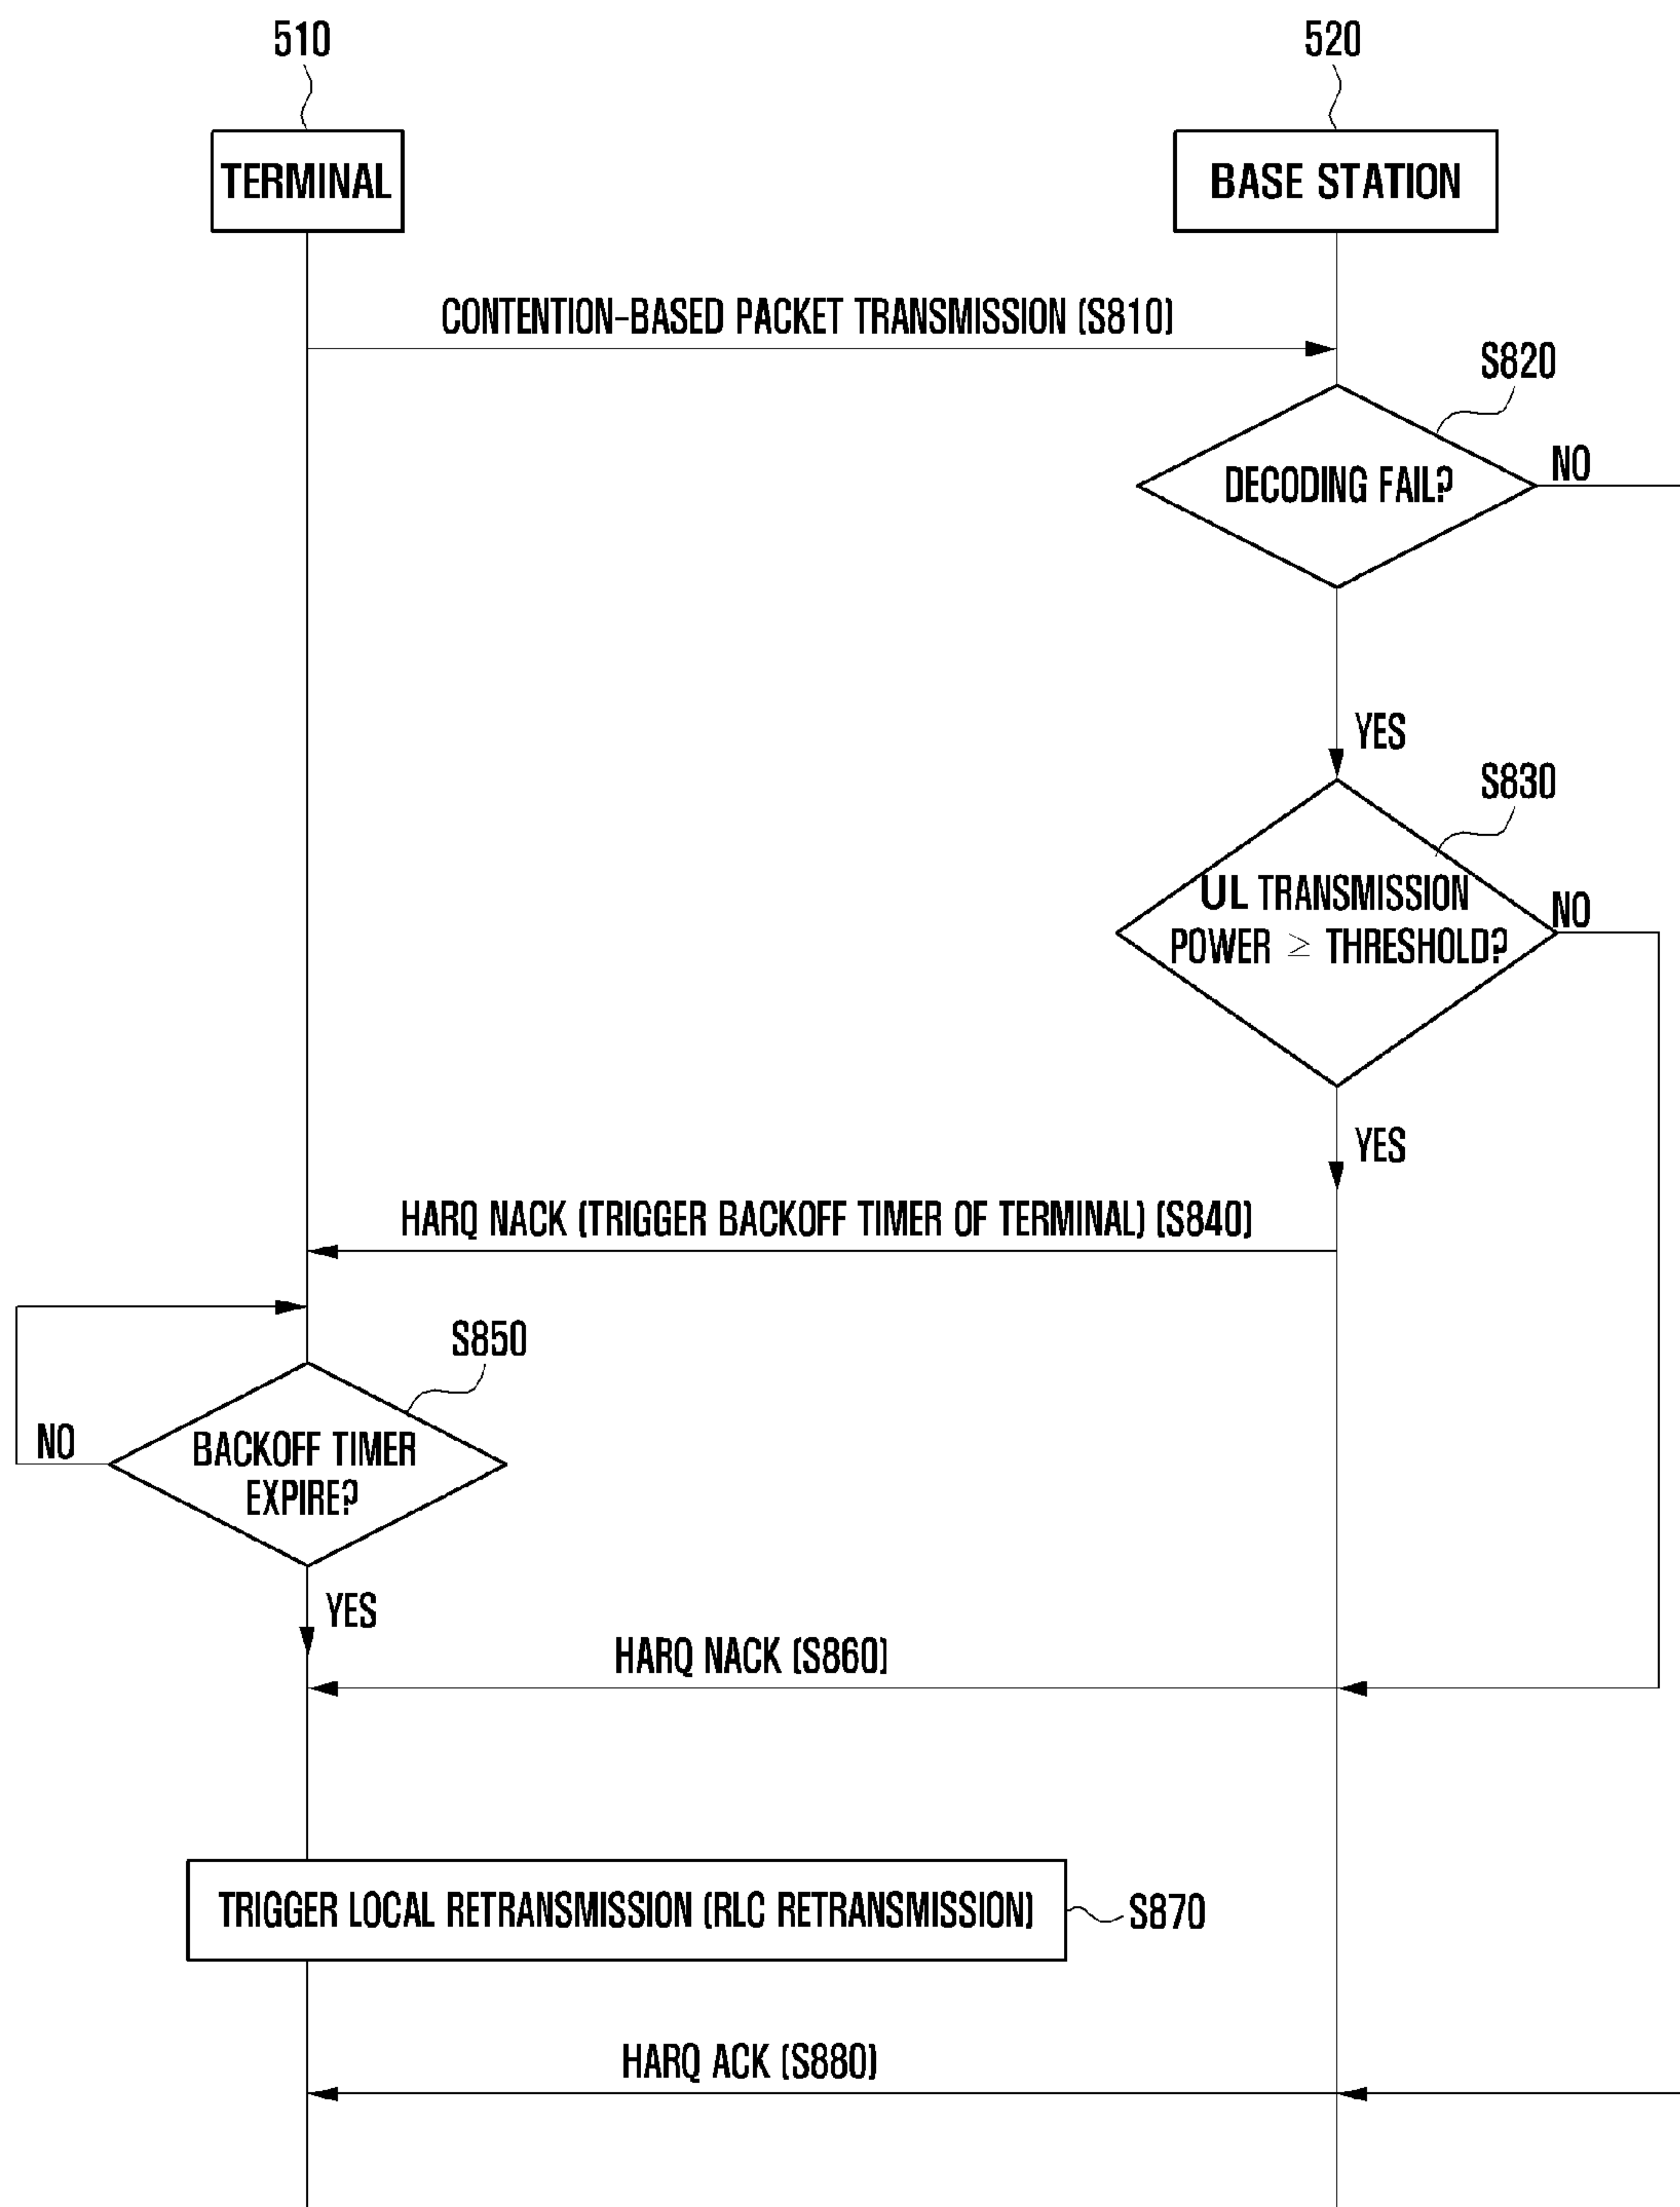 510
520
TERMINAL
BASE STATION
CONTENTION-BASED PACKET TRANSMISSION (S810)
S820
DECODING FAIL?
NO
YES
S830
UL TRANSMISSION
POWER ≥ THRESHOLD?
NO
YES
HARQ NACK (TRIGGER BACKOFF TIMER OF TERMINAL) (S840)
S850
BACKOFF TIMER
EXPIRE?
NO
YES
HARQ NACK (S860)
TRIGGER LOCAL RETRANSMISSION (RLC RETRANSMISSION)
S870
HARQ ACK (S880)